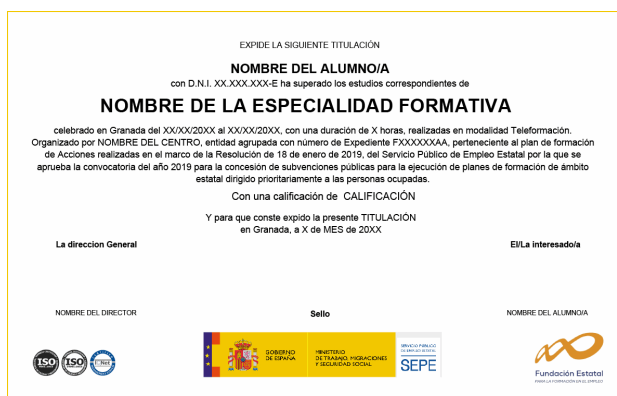 EXPIDE LA SIGUIENTE TITULACIÓN
NOMBRE DEL ALUMNO/A
con D.N.I. XX.XXX.XXX-E ha superado los estudios correspondientes de
NOMBRE DE LA ESPECIALIDAD FORMATIVA
celebrado en Granada del XX/XX/20XX al XX/XX/20XX, con una duración de X horas, realizadas en modalidad Teleformación.
Organizado por NOMBRE DEL CENTRO, entidad agrupada con número de Expediente FXXXXXXAA, perteneciente al plan de formación
de Acciones realizadas en el marco de la Resolución de 18 de enero de 2019, del Servicio Público de Empleo Estatal por la que se
aprueba la convocatoria del año 2019 para la concesión de subvenciones públicas para la ejecución de planes de formación de ámbito
estatal dirigido prioritariamente a las personas ocupadas.
Con una calificación de CALIFICACIÓN
Y para que conste expido la presente TITULACIÓN
en Granada, a X de MES de 20XX
La direccion General
El/La interesado/a
NOMBRE DEL DIRECTOR
Sello
NOMBRE DEL ALUMNO/A
ISO
ISO
GOBIERNO
DE ESPAÑA
MINISTERIO
DE TRABAJO, MIGRACIONES
Y SEGURIDAD SOCIAL
SERVICIO PÚBLICO
DE EMPLEO ESTATAL
SEPE
Fundación Estatal
PARA LA FORMACIÓN EN EL EMPLEO